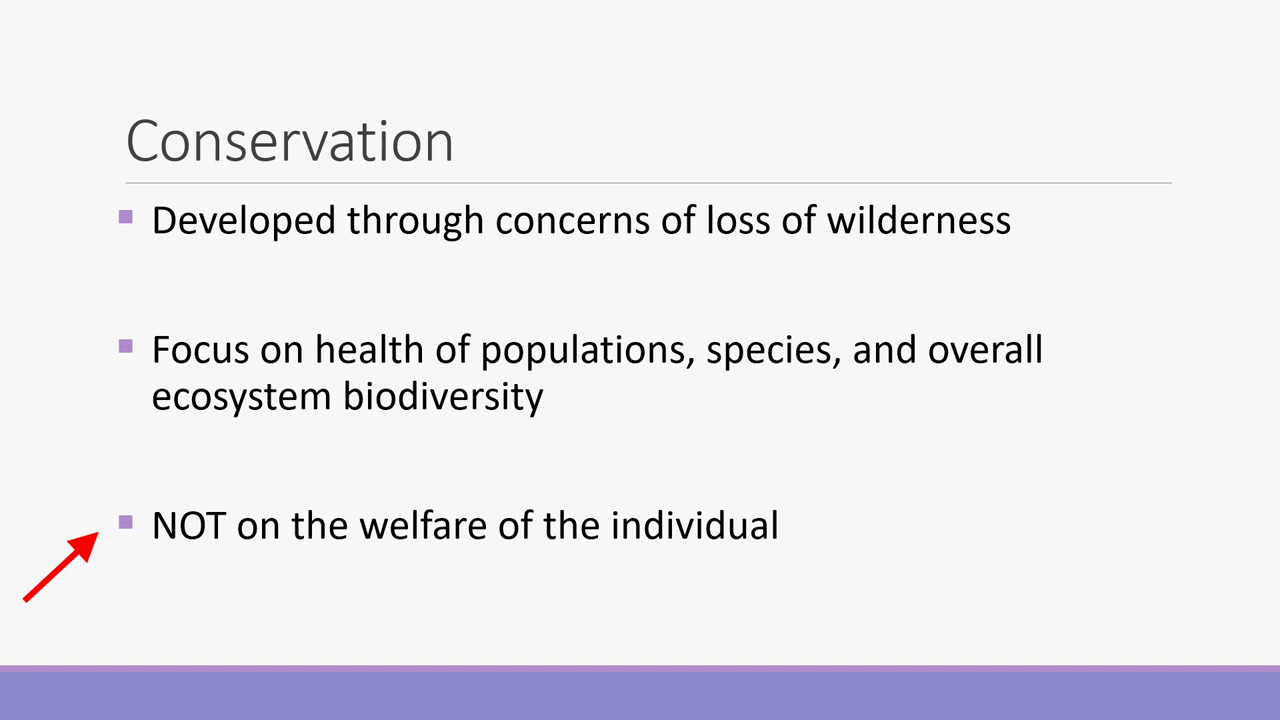 Conservation
Developed through concerns of loss of wilderness
Focus on health of populations, species, and overall
ecosystem biodiversity
NOT on the welfare of the individual